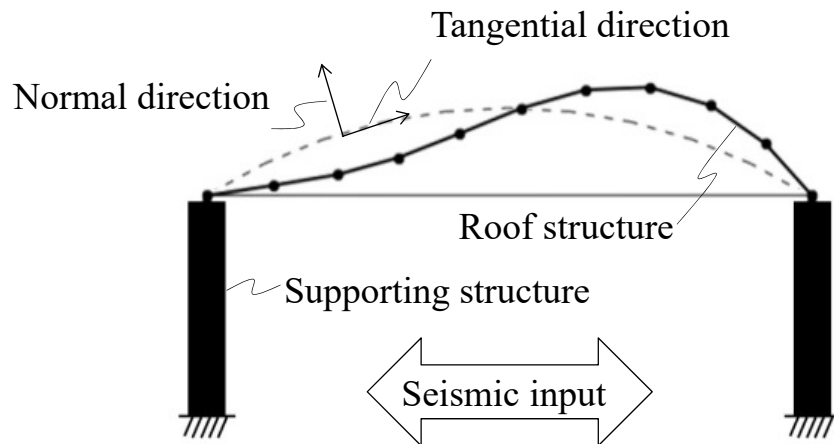 Tangential direction
Normal direction
Roof structure
Supporting structure
Seismic input